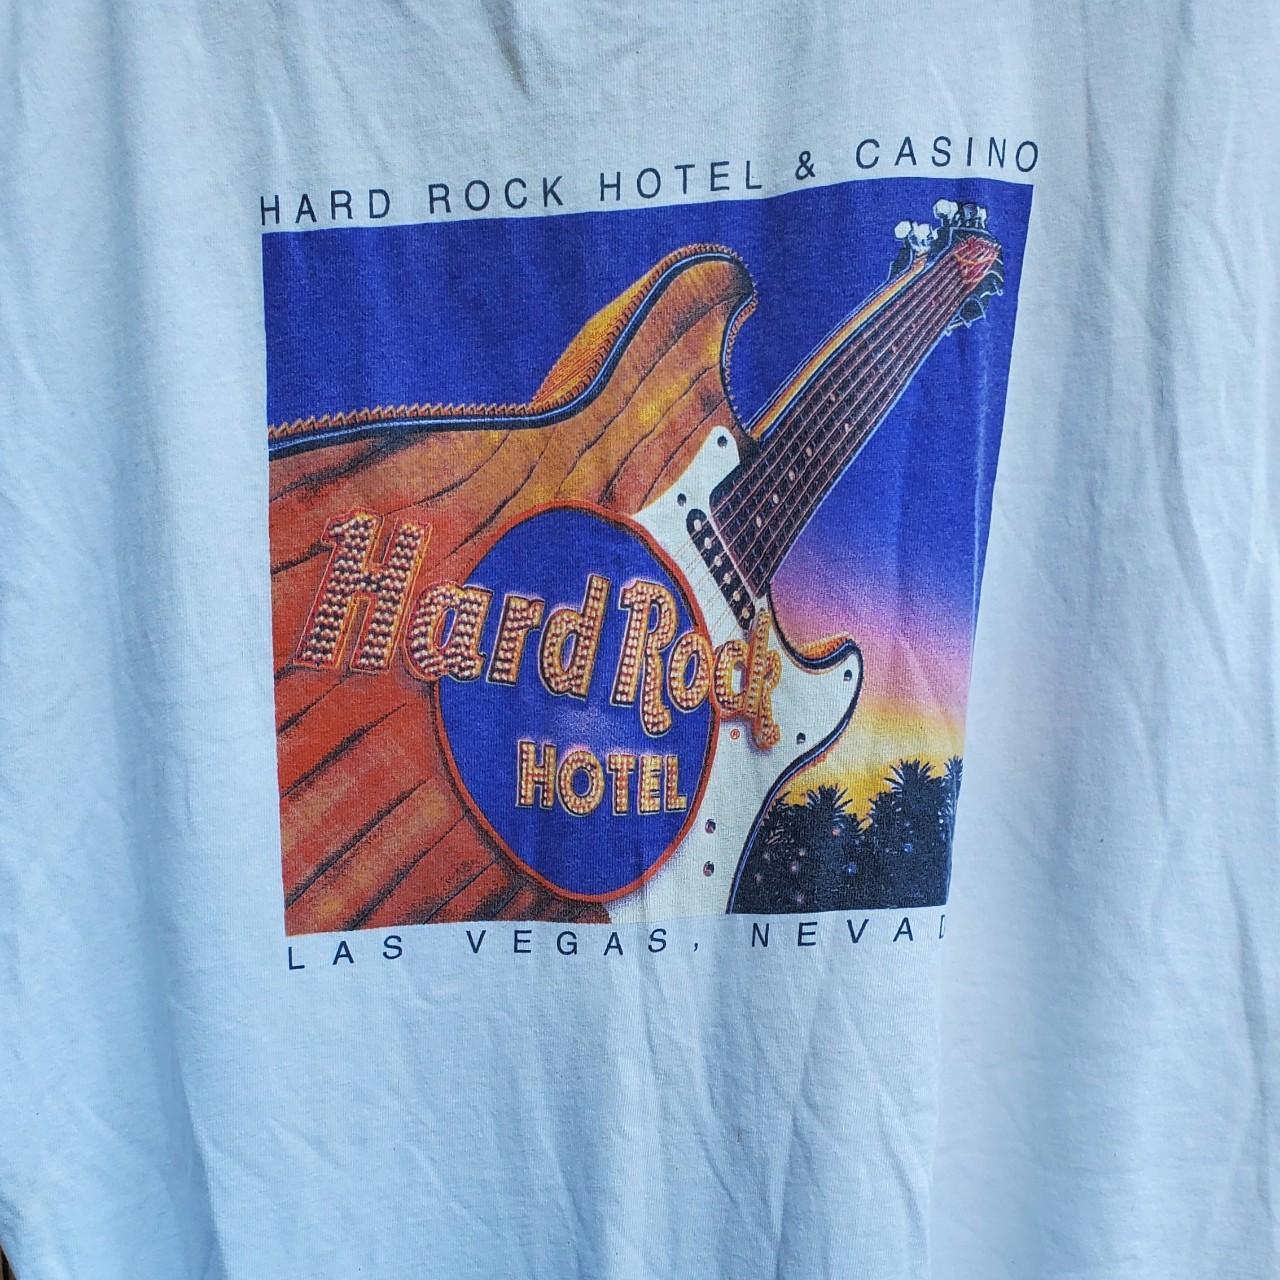 HARD ROCK HOTEL & CASINO
Hard Rock
®
HOTEL
LAS VEGAS, NEVAD